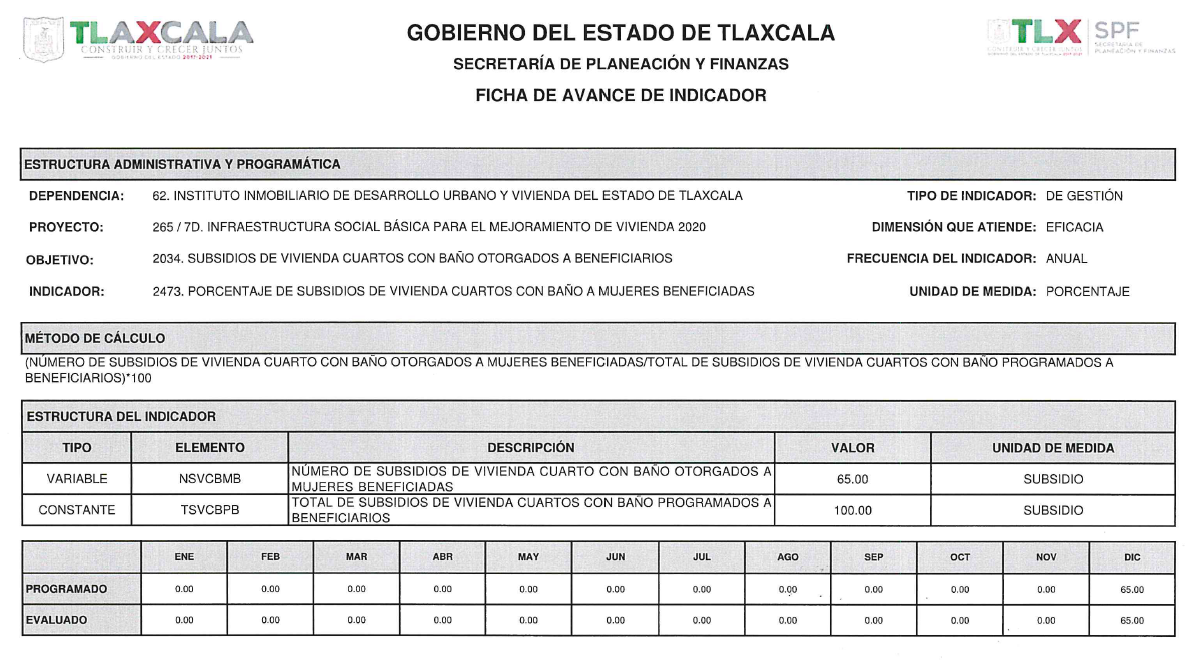 TLAXCALA
CONSTRUIR Y CRECER JUNTOS
GOBIERNO DEL ESTADO 2017-2021
GOBIERNO DEL ESTADO DE TLAXCALA
SECRETARÍA DE PLANEACIÓN Y FINANZAS
FICHA DE AVANCE DE INDICADOR
TLX SPF
CONSTRUIR Y CRECER JUNTOS
SECRETARÍA DE
PLANEACIÓN Y FINANZAS
ESTRUCTURA ADMINISTRATIVA Y PROGRAMÁTICA
DEPENDENCIA: 62. INSTITUTO INMOBILIARIO DE DESARROLLO URBANO Y VIVIENDA DEL ESTADO DE TLAXCALA TIPO DE INDICADOR: DE GESTIÓN
PROYECTO: 265 / 7D. INFRAESTRUCTURA SOCIAL BÁSICA PARA EL MEJORAMIENTO DE VIVIENDA 2020 DIMENSIÓN QUE ATIENDE: EFICACIA
OBJETIVO: 2034. SUBSIDIOS DE VIVIENDA CUARTOS CON BAÑO OTORGADOS A BENEFICIARIOS FRECUENCIA DEL INDICADOR: ANUAL
INDICADOR: 2473. PORCENTAJE DE SUBSIDIOS DE VIVIENDA CUARTOS CON BAÑO A MUJERES BENEFICIADAS UNIDAD DE MEDIDA: PORCENTAJE
MÉTODO DE CÁLCULO
(NÚMERO DE SUBSIDIOS DE VIVIENDA CUARTO CON BAÑO OTORGADOS A MUJERES BENEFICIADAS/TOTAL DE SUBSIDIOS DE VIVIENDA CUARTOS CON BAÑO PROGRAMADOS A
BENEFICIARIOS)*100
ESTRUCTURA DEL INDICADOR
TIPO ELEMENTO DESCRIPCIÓN VALOR UNIDAD DE MEDIDA
VARIABLE NSVCBMB NÚMERO DE SUBSIDIOS DE VIVIENDA CUARTO CON BAÑO OTORGADOS A
MUJERES BENEFICIADAS 65.00 SUBSIDIO
CONSTANTE TSVCBPB TOTAL DE SUBSIDIOS DE VIVIENDA CUARTOS CON BAÑO PROGRAMADOS A
BENEFICIARIOS 100.00 SUBSIDIO
ENE FEB MAR ABR MAY JUN JUL AGO SEP OCT NOV DIC
PROGRAMADO 0.00 0.00 0.00 0.00 0.00 0.00 0.00 0.00 0.00 0.00 0.00 65.00
EVALUADO 0.00 0.00 0.00 0.00 0.00 0.00 0.00 0.00 0.00 0.00 0.00 65.00